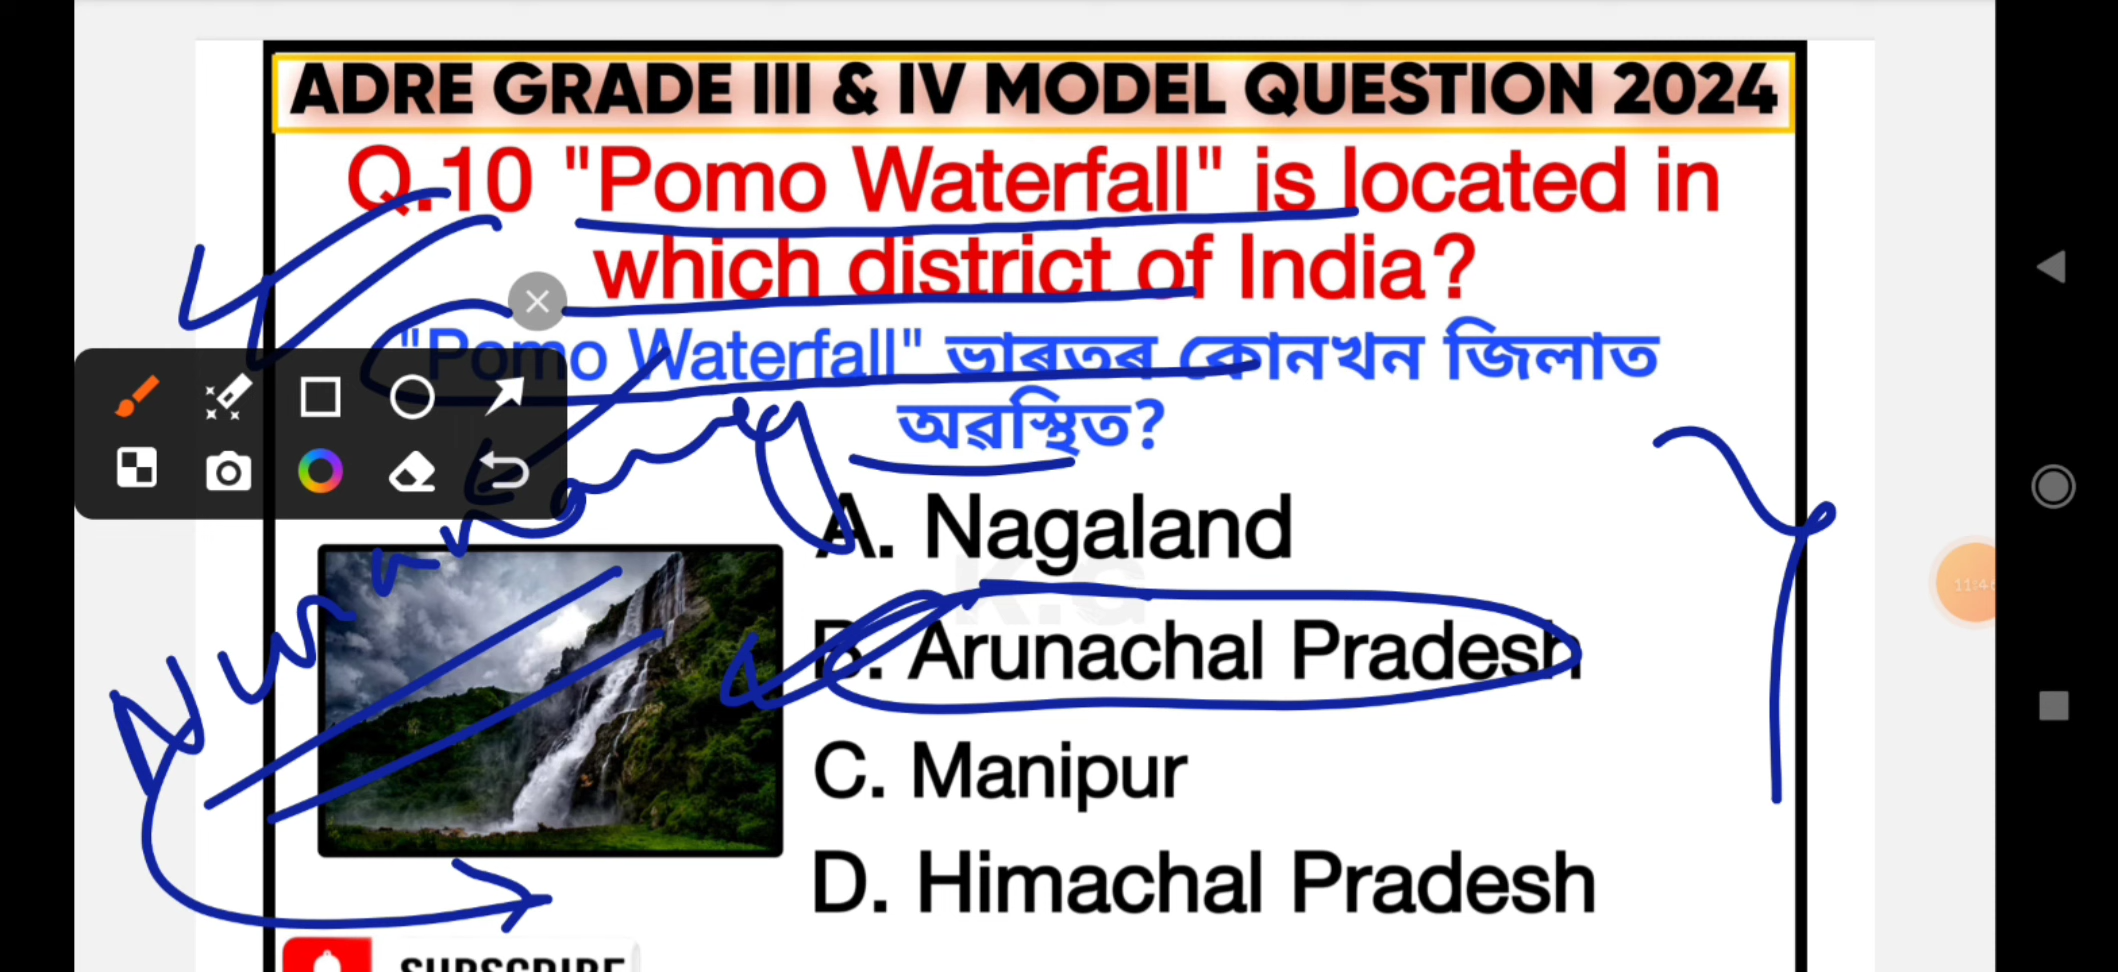 ADRE GRADE III & IV MODEL QUESTION 2024
Q.10 "Pomo Waterfall" is located in
which district of India?
"Pomo Waterfall" ভাৰতৰ কোনখন জিলাত
অৱস্থিত?
A. Nagaland
B. Arunachal Pradesh
C. Manipur
D. Himachal Pradesh
K.G
SUBSCRIBE